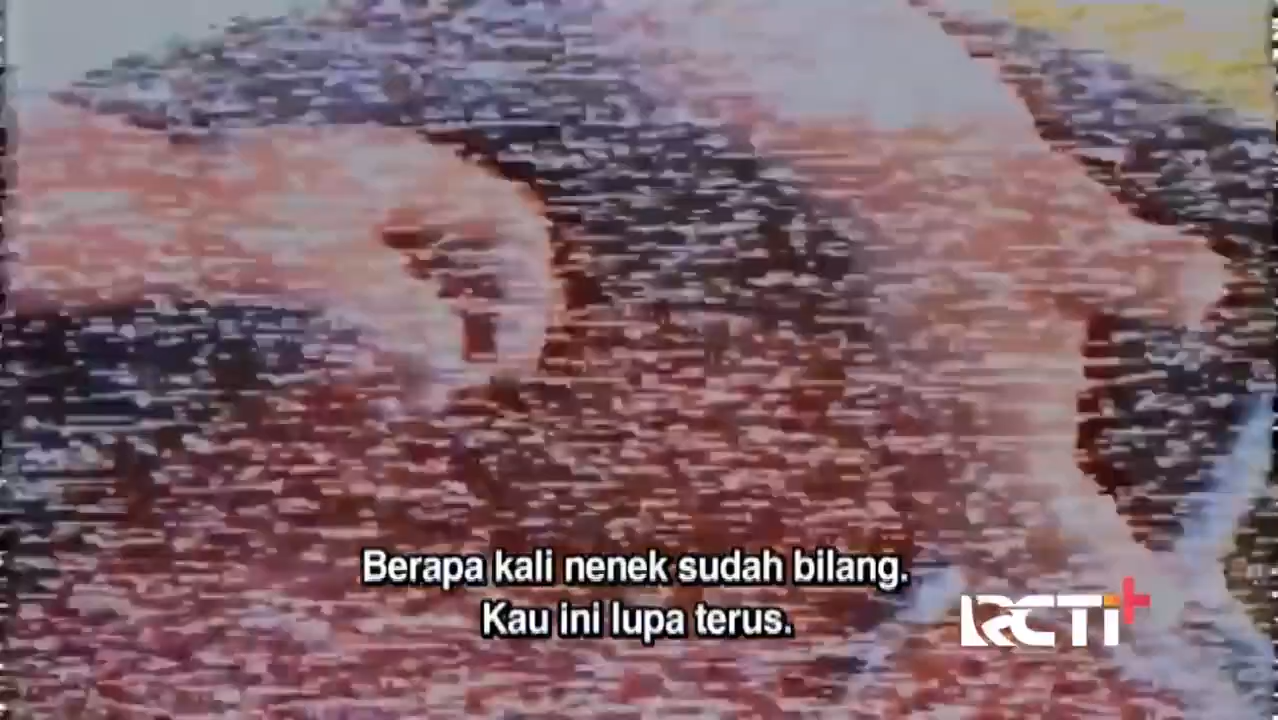 Berapa kali nenek sudah bilang.
Kau ini lupa terus.
RCTI+